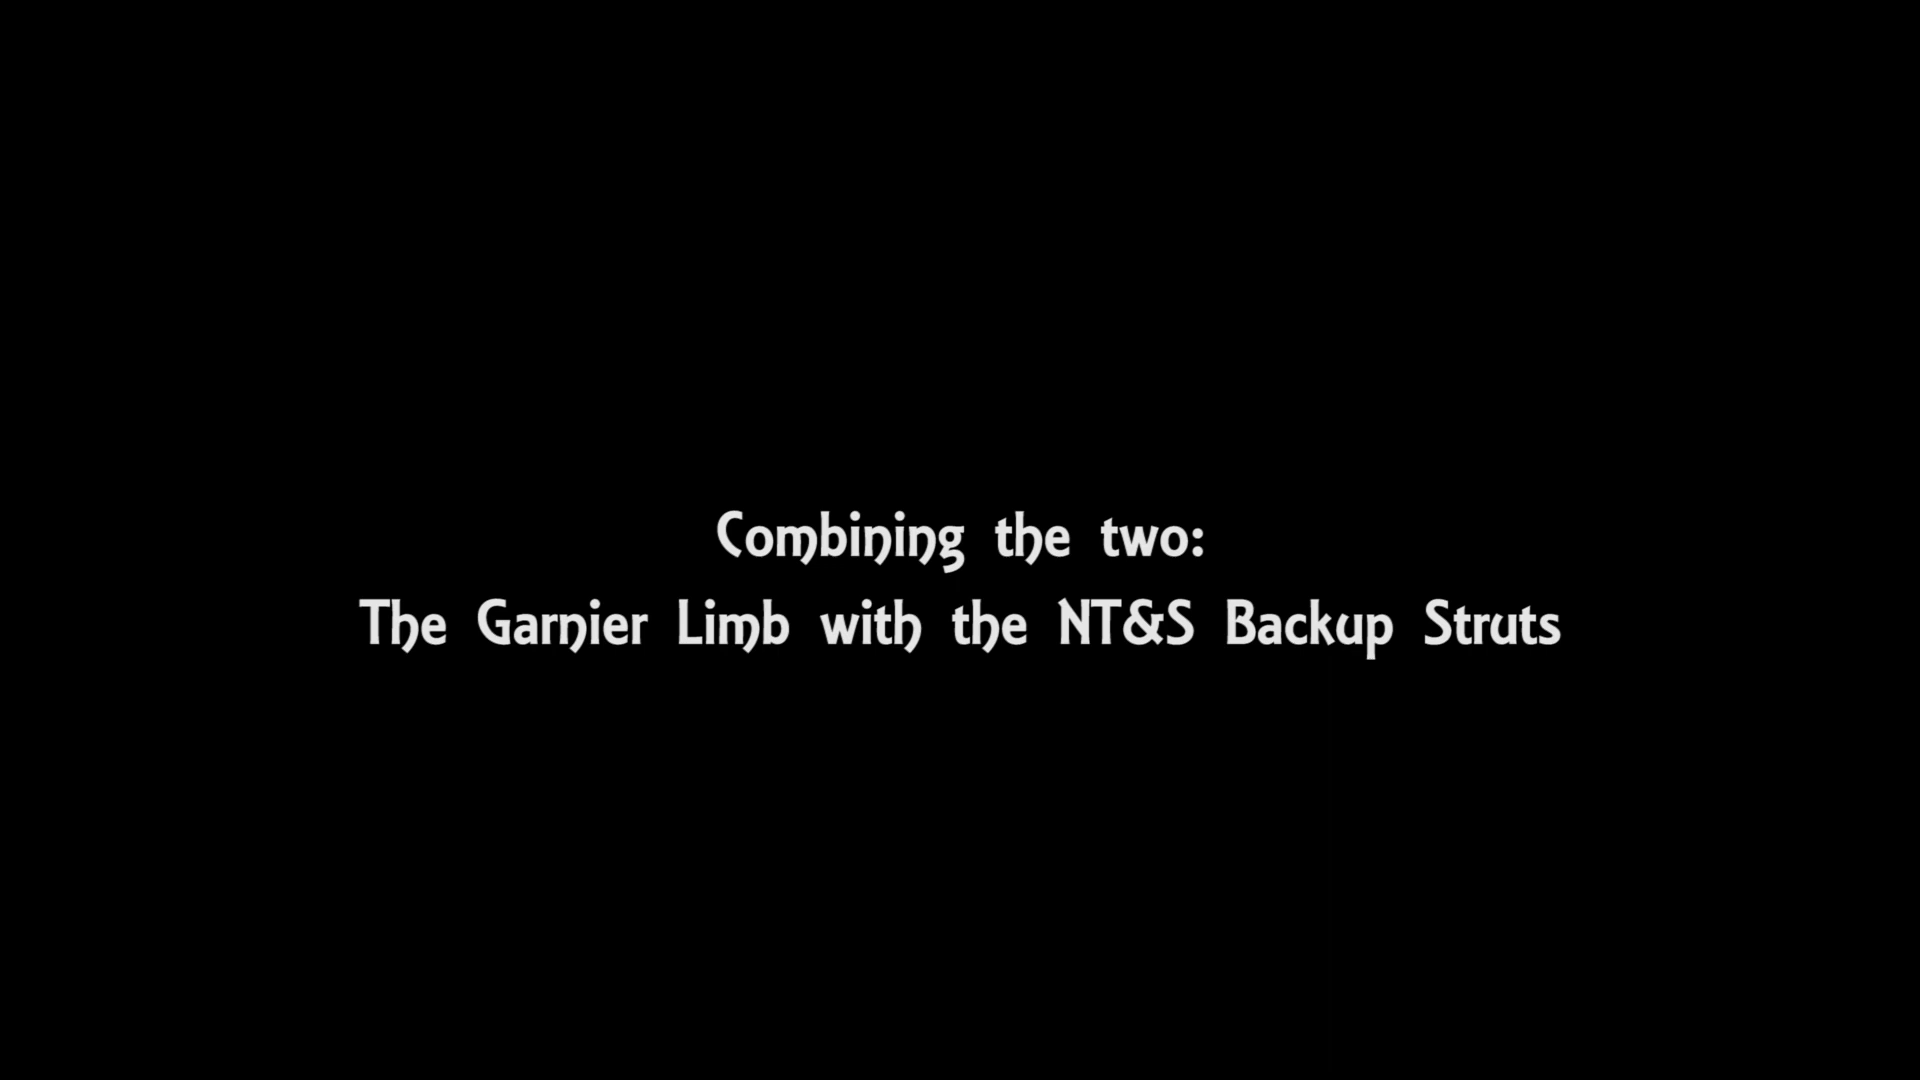 Combining the two:
The Garnier Limb with the NT&S Backup Struts